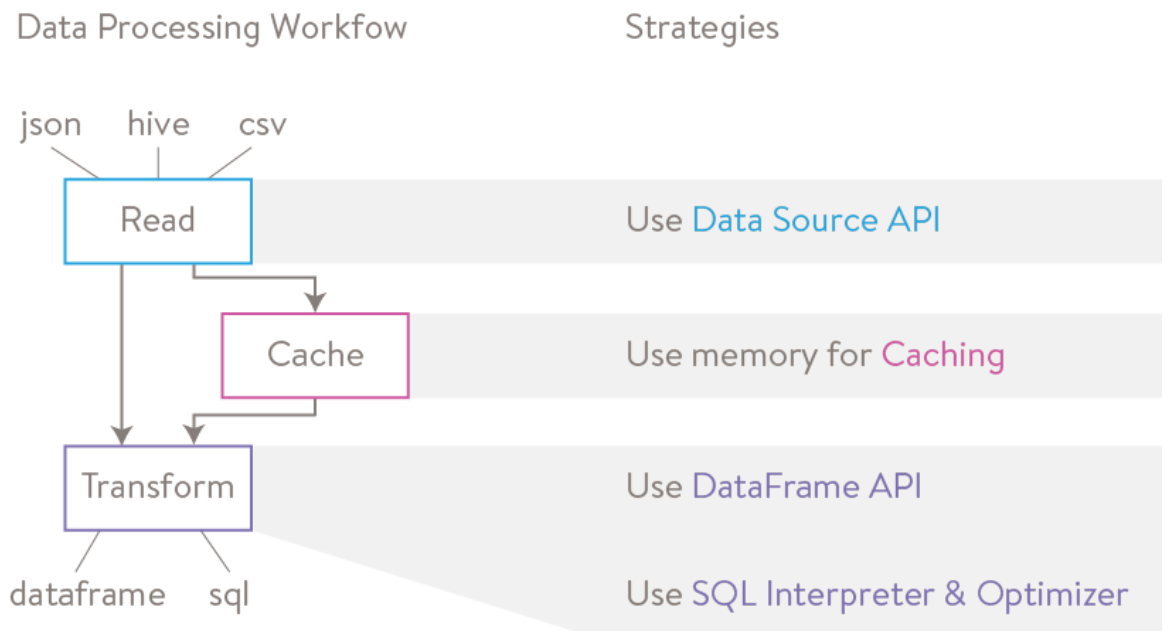 Data Processing Workfow
Strategies
json hive csv
Read
Use Data Source API
Cache
Use memory for Caching
Transform
Use DataFrame API
dataframe sql
Use SQL Interpreter & Optimizer